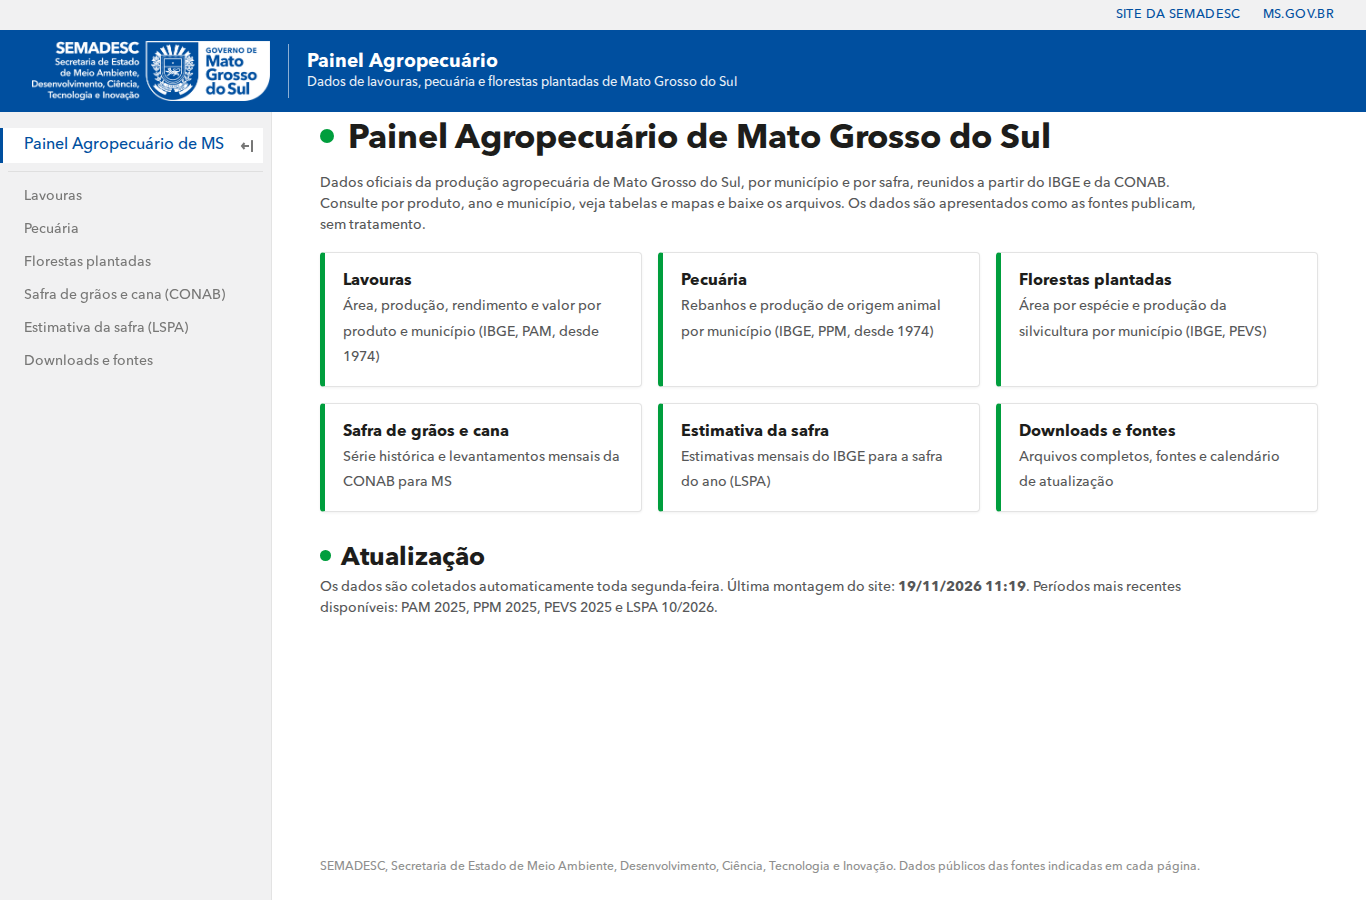 SITE DA SEMADESC
MS.GOV.BR
SEMADESC
Secretaria de Estado
de Meio Ambiente,
Desenvolvimento, Ciência,
Tecnologia e Inovação
GOVERNO DE
Mato
Grosso
do Sul
Painel Agropecuário
Dados de lavouras, pecuária e florestas plantadas de Mato Grosso do Sul
Painel Agropecuário de MS
Lavouras
Pecuária
Florestas plantadas
Safra de grãos e cana (CONAB)
Estimativa da safra (LSPA)
Downloads e fontes
Painel Agropecuário de Mato Grosso do Sul
Dados oficiais da produção agropecuária de Mato Grosso do Sul, por município e por safra, reunidos a partir do IBGE e da CONAB.
Consulte por produto, ano e município, veja tabelas e mapas e baixe os arquivos. Os dados são apresentados como as fontes publicam,
sem tratamento.
Lavouras
Área, produção, rendimento e valor por
produto e município (IBGE, PAM, desde
1974)
Pecuária
Rebanhos e produção de origem animal
por município (IBGE, PPM, desde 1974)
Florestas plantadas
Área por espécie e produção da
silvicultura por município (IBGE, PEVS)
Safra de grãos e cana
Série histórica e levantamentos mensais da
CONAB para MS
Estimativa da safra
Estimativas mensais do IBGE para a safra
do ano (LSPA)
Downloads e fontes
Arquivos completos, fontes e calendário
de atualização
Atualização
Os dados são coletados automaticamente toda segunda-feira. Última montagem do site: 19/11/2026 11:19. Períodos mais recentes
disponíveis: PAM 2025, PPM 2025, PEVS 2025 e LSPA 10/2026.
SEMADESC, Secretaria de Estado de Meio Ambiente, Desenvolvimento, Ciência, Tecnologia e Inovação. Dados públicos das fontes indicadas em cada página.